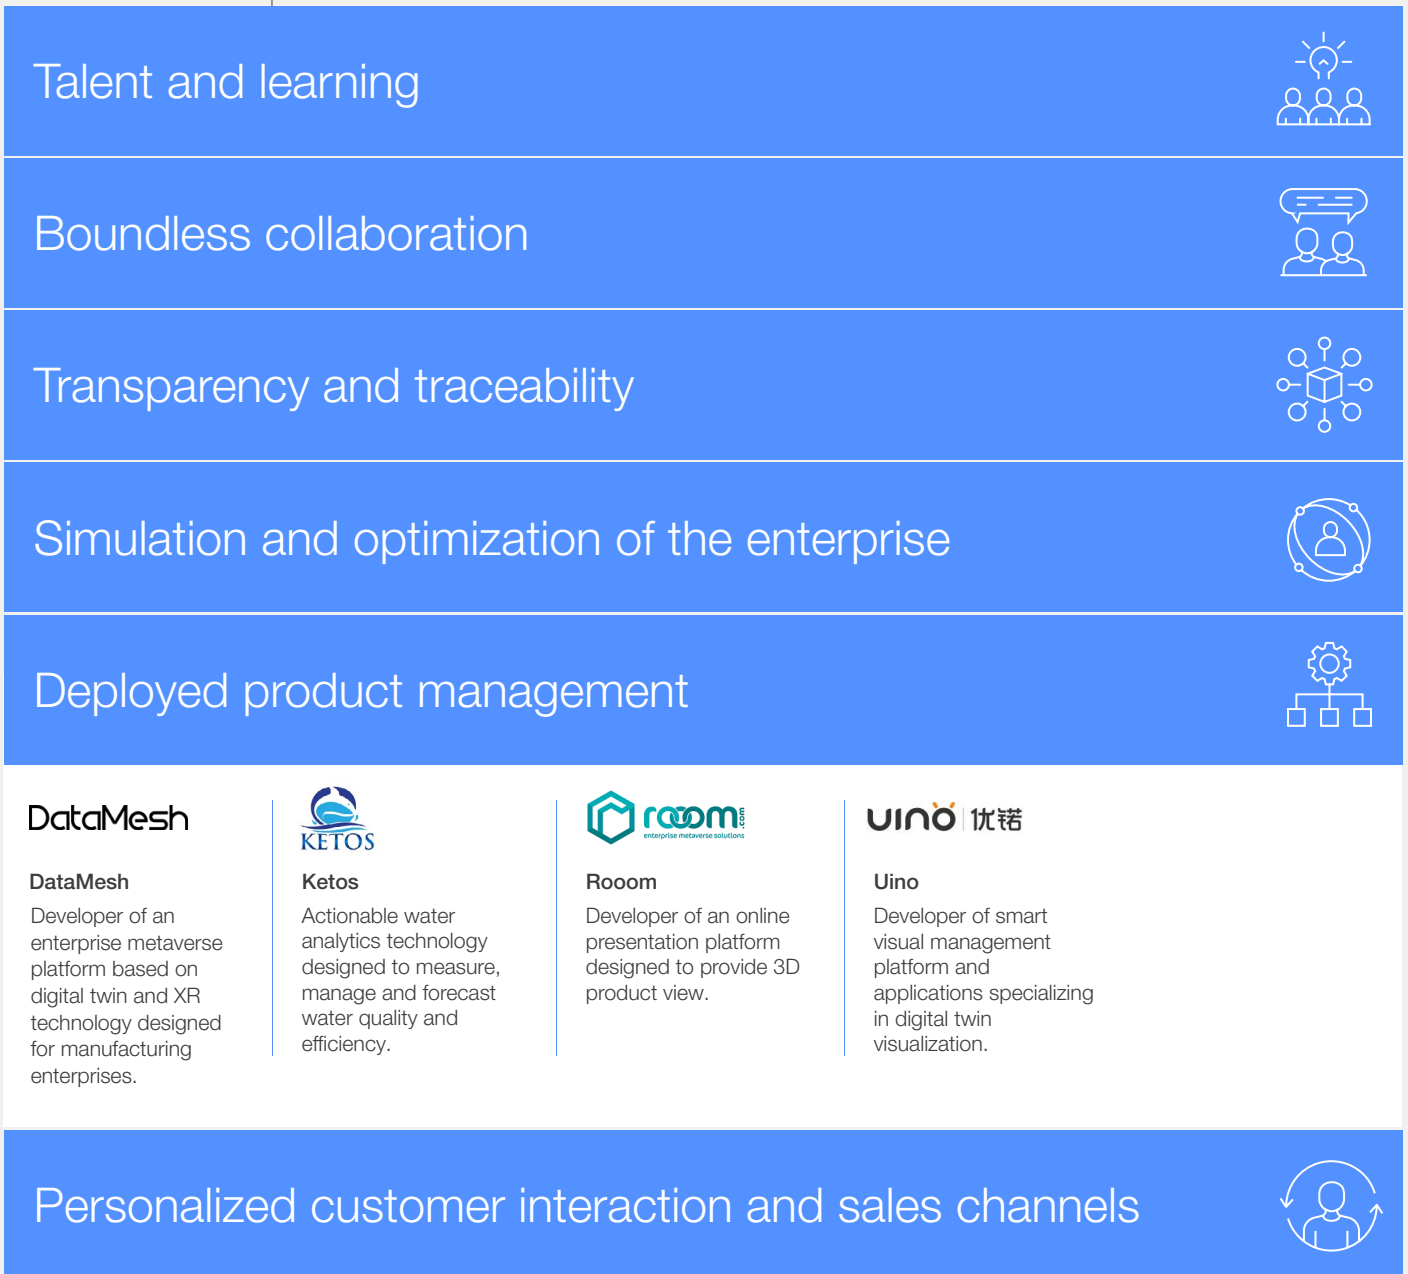 Talent and learning
Boundless collaboration
Transparency and traceability
Simulation and optimization of the enterprise
Deployed product management
DataMesh
DataMesh
Developer of an
enterprise metaverse
platform based on
digital twin and XR
technology designed
for manufacturing
enterprises.
KETOS
Ketos
Actionable water
analytics technology
designed to measure,
manage and forecast
water quality and
efficiency.
rooom.com
enterprise metaverse solutions
Rooom
Developer of an online
presentation platform
designed to provide 3D
product view.
UINO 优锘
Uino
Developer of smart
visual management
platform and
applications specializing
in digital twin
visualization.
Personalized customer interaction and sales channels